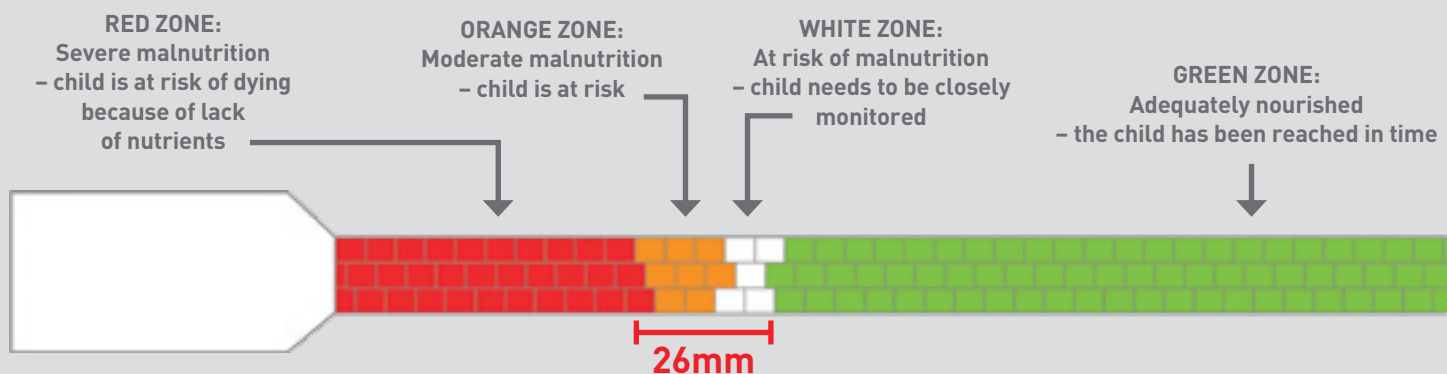 RED ZONE:
Severe malnutrition
– child is at risk of dying
because of lack
of nutrients
ORANGE ZONE:
Moderate malnutrition
– child is at risk
WHITE ZONE:
At risk of malnutrition
– child needs to be closely
monitored
GREEN ZONE:
Adequately nourished
– the child has been reached in time
26mm